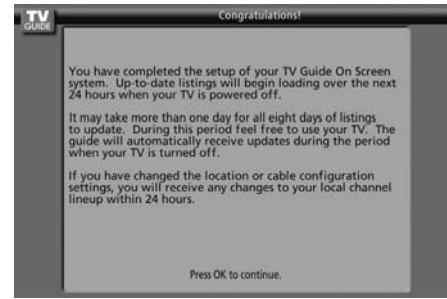 TV
GUIDE
Congratulations!
You have completed the setup of your TV Guide On Screen
system. Up-to-date listings will begin loading over the next
24 hours when your TV is powered off.
It may take more than one day for all eight days of listings
to update. During this period feel free to use your TV. The
guide will automatically receive updates during the period
when your TV is turned off.
If you have changed the location or cable configuration
settings, you will receive any changes to your local channel
lineup within 24 hours.
Press OK to continue.